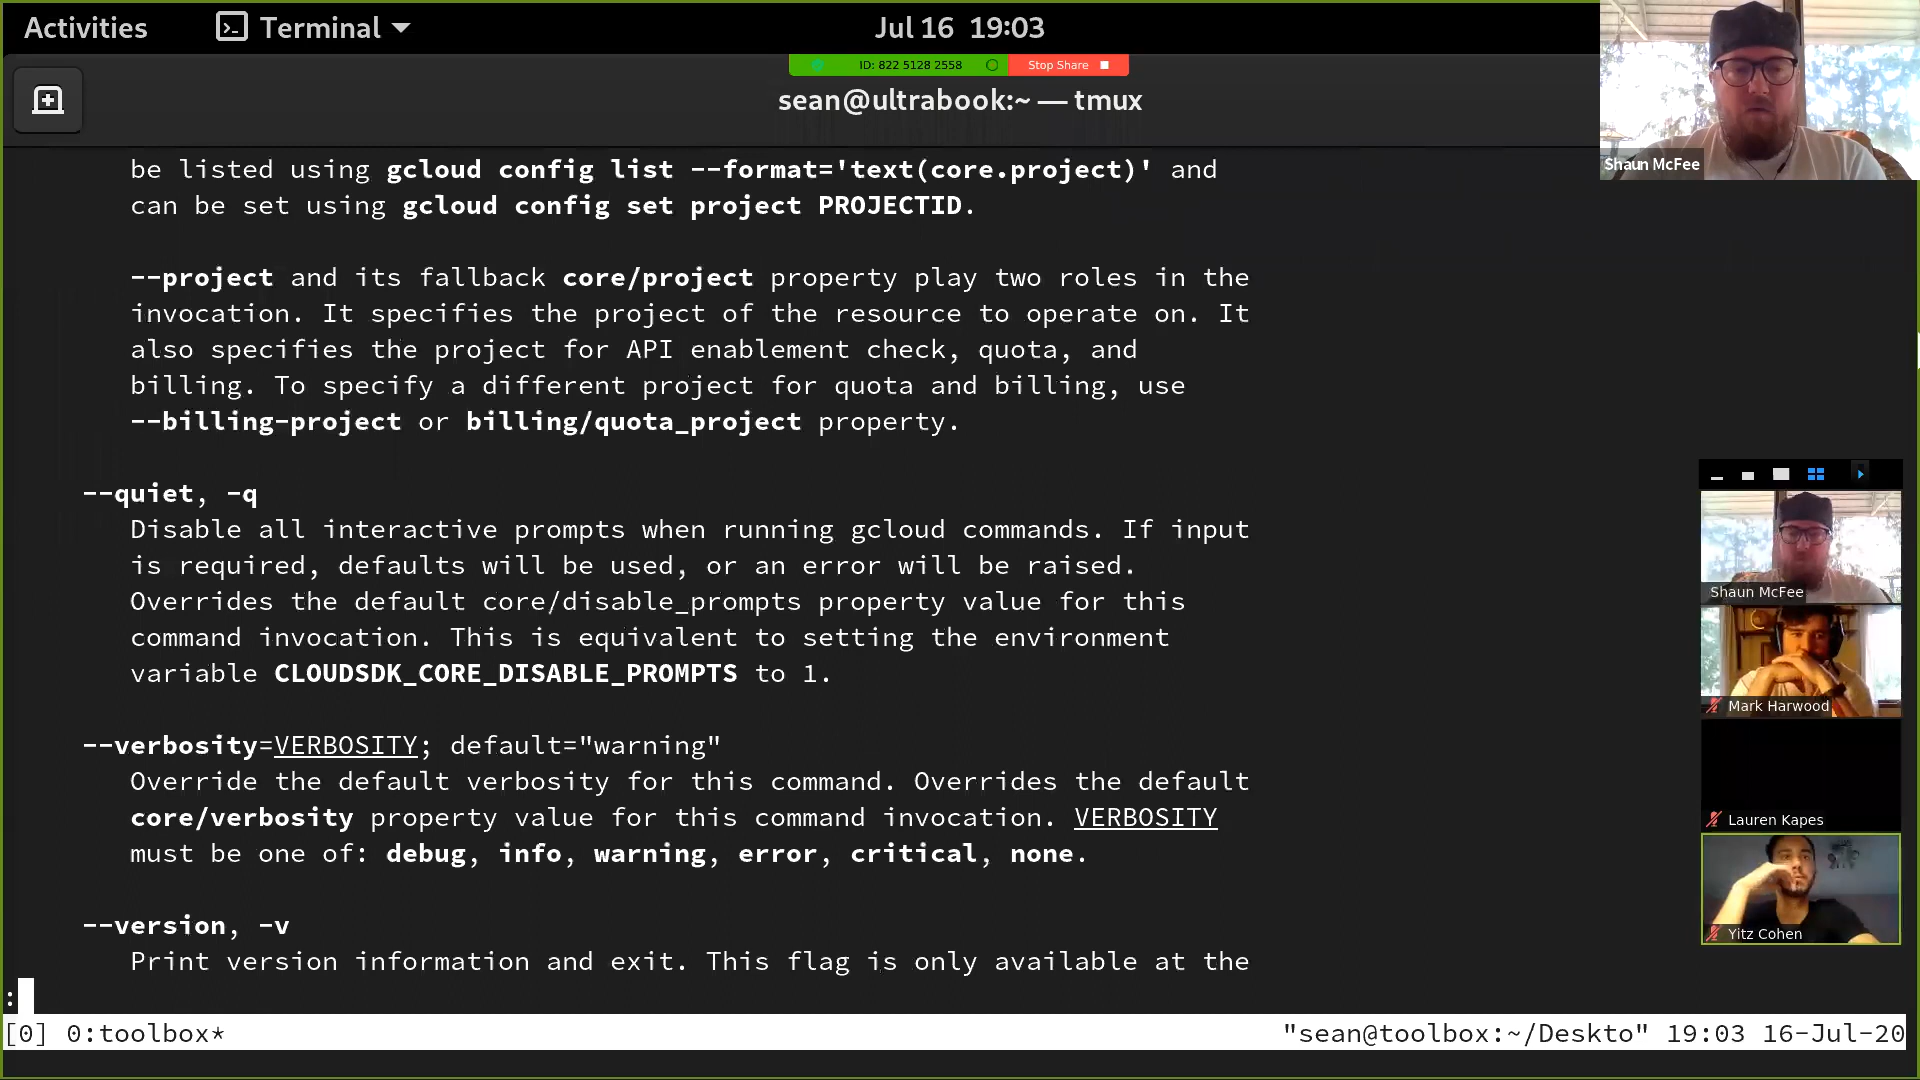 Activities
Terminal
Jul 16 19:03
ID: 822 5128 2558
Stop Share
sean@ultrabook:~ — tmux
Shaun McFee
be listed using gcloud config list --format='text(core.project)' and
can be set using gcloud config set project PROJECTID.
--project and its fallback core/project property play two roles in the
invocation. It specifies the project of the resource to operate on. It
also specifies the project for API enablement check, quota, and
billing. To specify a different project for quota and billing, use
--billing-project or billing/quota_project property.
--quiet, -q
Disable all interactive prompts when running gcloud commands. If input
is required, defaults will be used, or an error will be raised.
Overrides the default core/disable_prompts property value for this
command invocation. This is equivalent to setting the environment
variable CLOUDSDK_CORE_DISABLE_PROMPTS to 1.
--verbosity=VERBOSITY; default="warning"
Override the default verbosity for this command. Overrides the default
core/verbosity property value for this command invocation. VERBOSITY
must be one of: debug, info, warning, error, critical, none.
--version, -v
Print version information and exit. This flag is only available at the
:
Shaun McFee
Mark Harwood
Lauren Kapes
Yitz Cohen
[0] 0:toolbox*
"sean@toolbox:~/Deskto" 19:03 16-Jul-20